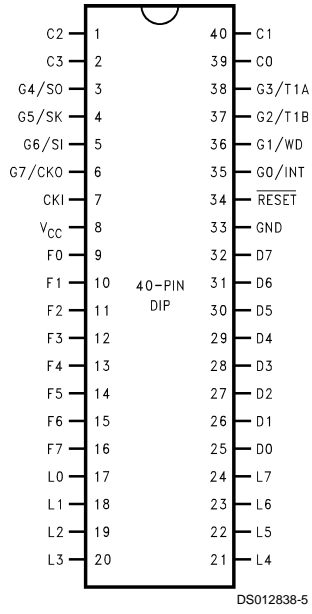 C2 1 40 C1
C3 2 39 C0
G4/SO 3 38 G3/T1A
G5/SK 4 37 G2/T1B
G6/SI 5 36 G1/WD
G7/CKO 6 35 G0/INT
CKI 7 34 RESET
VCC 8 33 GND
F0 9 32 D7
F1 10 40-PIN 31 D6
F2 11 DIP 30 D5
F3 12 29 D4
F4 13 28 D3
F5 14 27 D2
F6 15 26 D1
F7 16 25 D0
L0 17 24 L7
L1 18 23 L6
L2 19 22 L5
L3 20 21 L4
DS012838-5